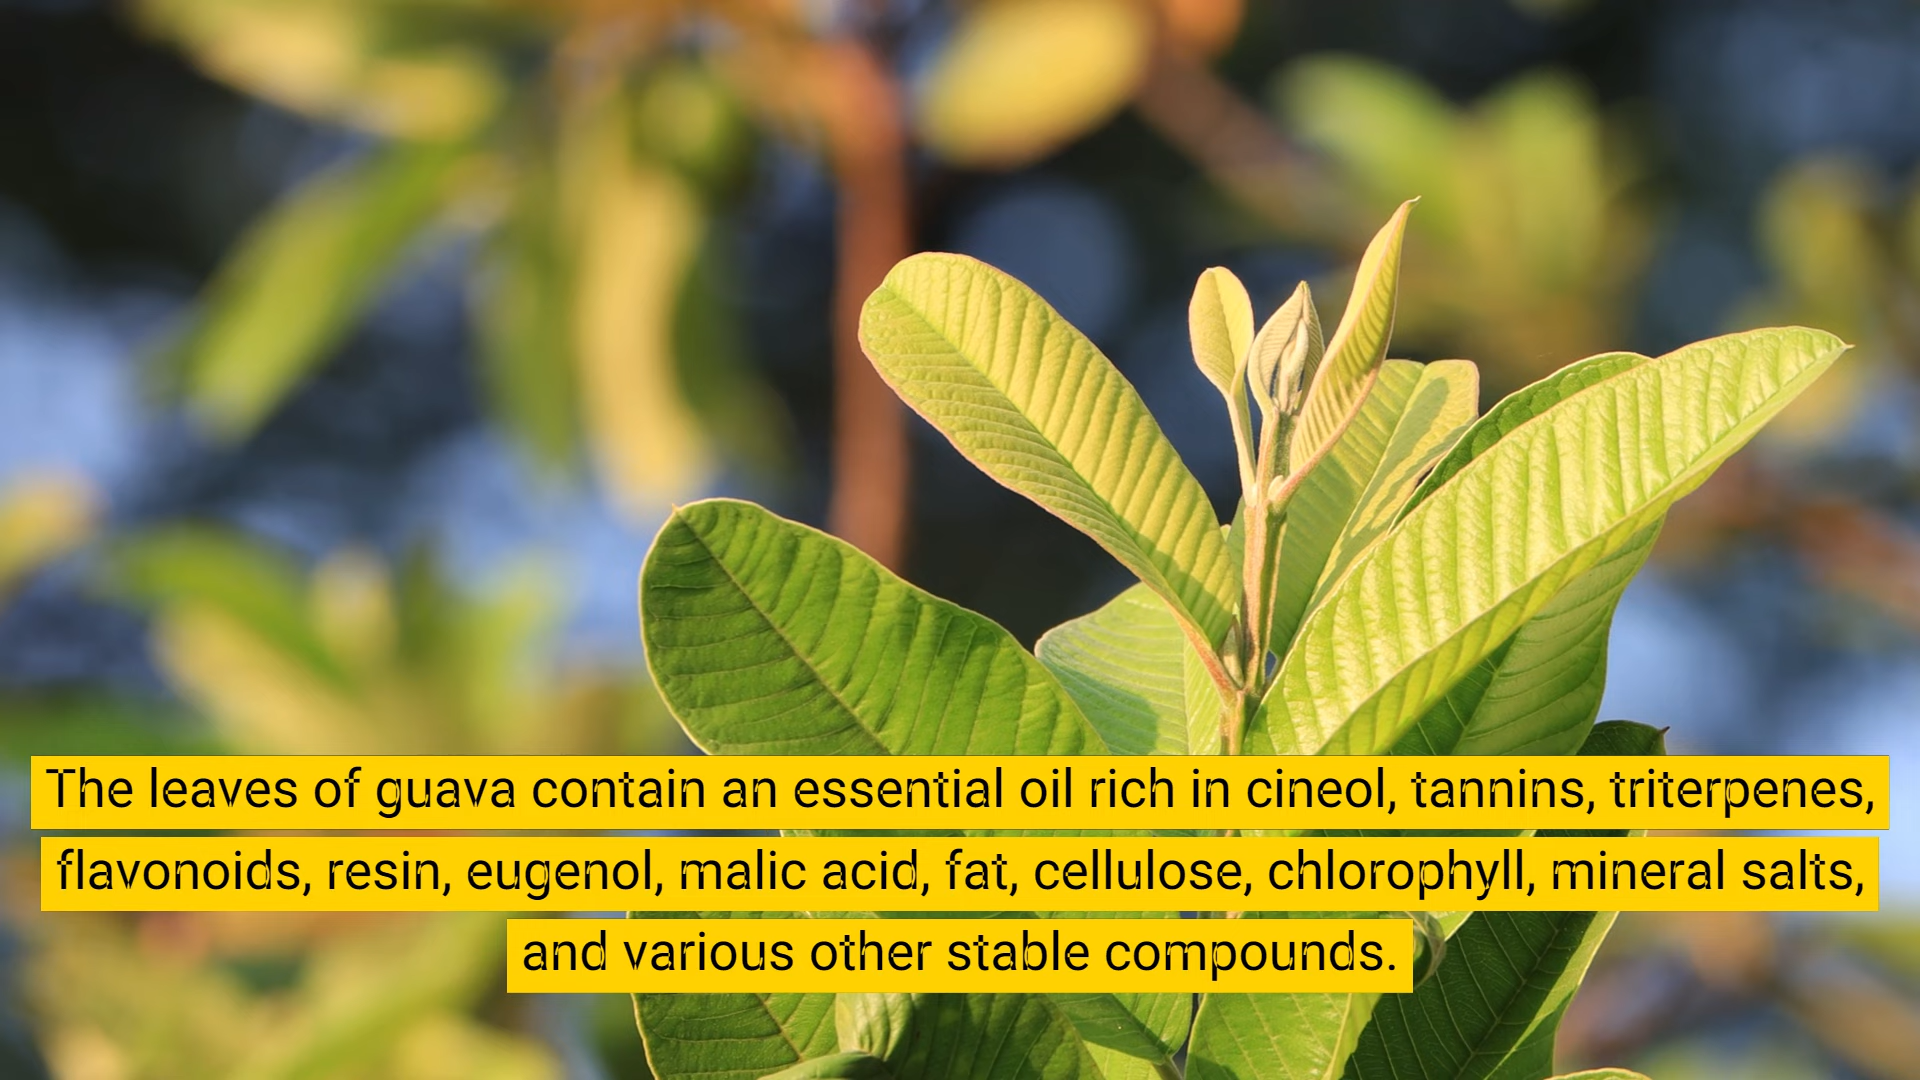 The leaves of guava contain an essential oil rich in cineol, tannins, triterpenes,
flavonoids, resin, eugenol, malic acid, fat, cellulose, chlorophyll, mineral salts,
and various other stable compounds.